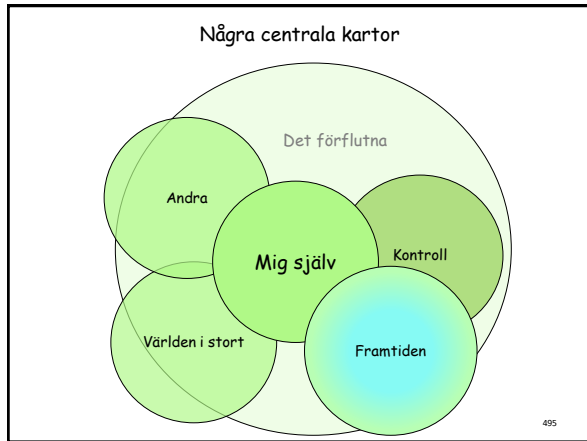 Några centrala kartor
Det förflutna
Andra
Mig själv
Kontroll
Världen i stort
Framtiden
495